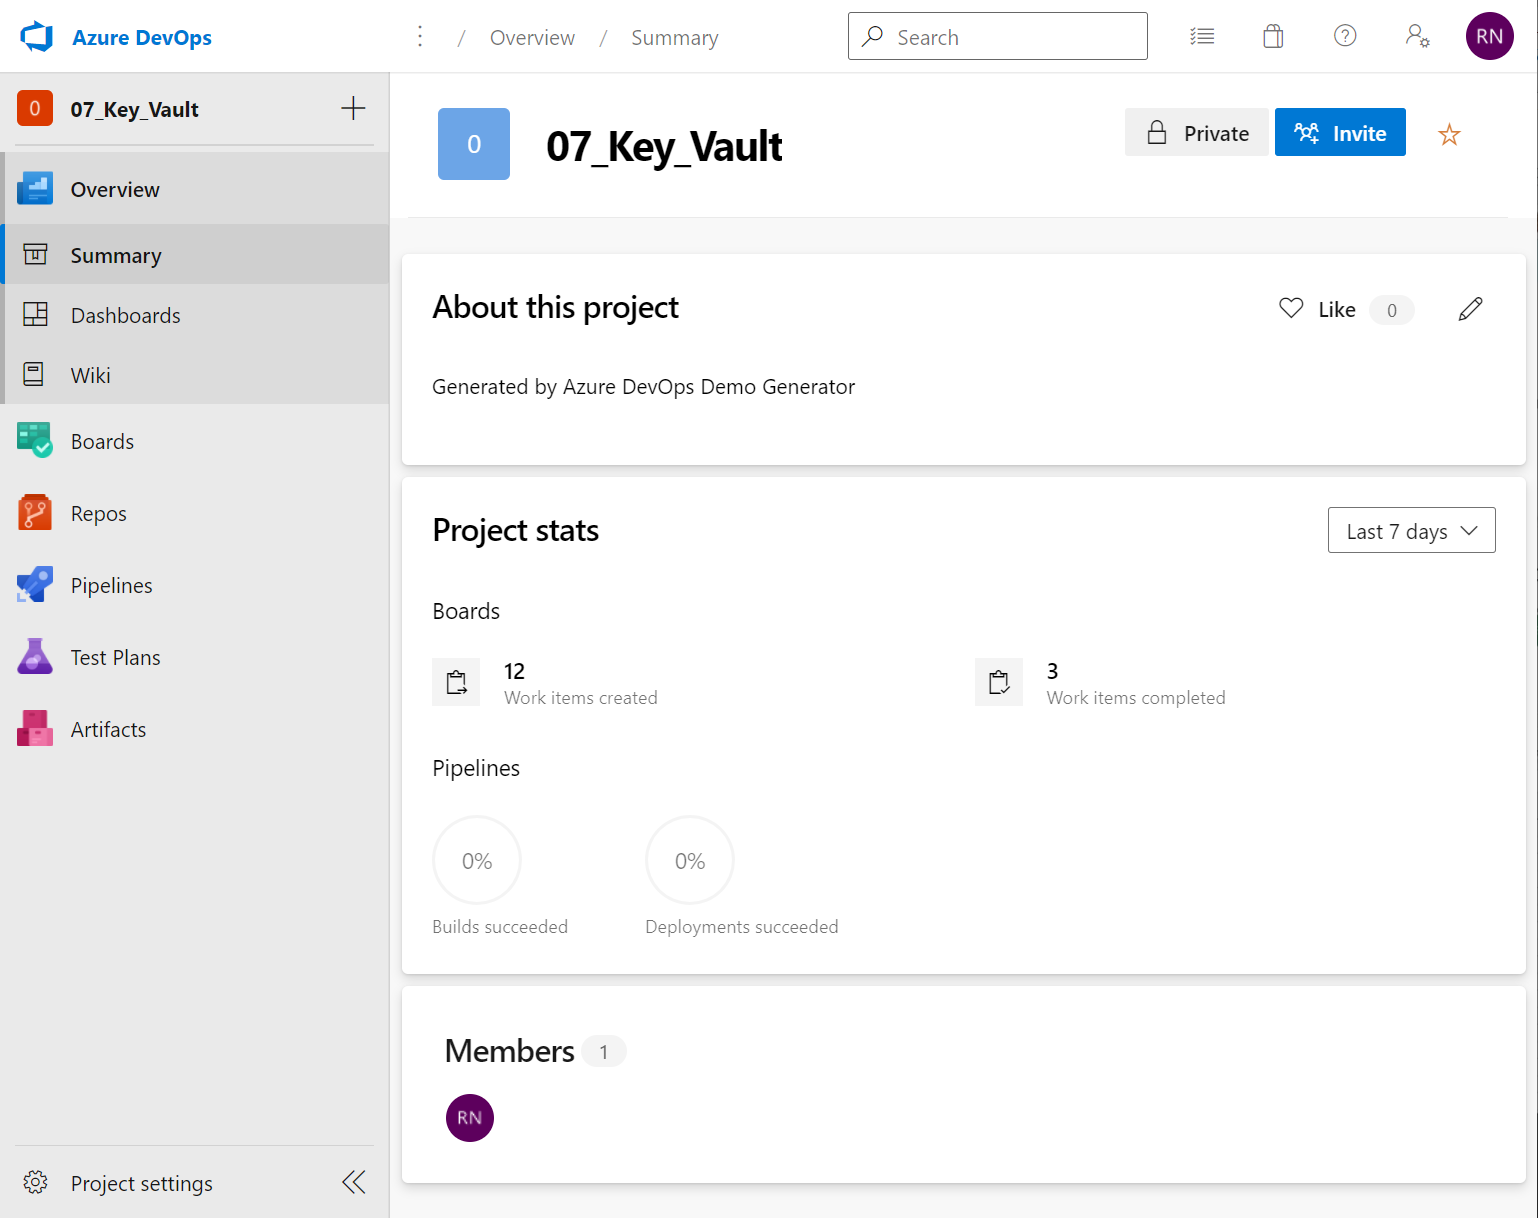 Azure DevOps
/ Overview / Summary
Search
RN
0 07_Key_Vault
Overview
Summary
Dashboards
Wiki
Boards
Repos
Pipelines
Test Plans
Artifacts
Project settings
0 07_Key_Vault
Private
Invite
About this project
Like 0
Generated by Azure DevOps Demo Generator
Project stats
Last 7 days
Boards
12
Work items created
3
Work items completed
Pipelines
0%
Builds succeeded
0%
Deployments succeeded
Members 1
RN